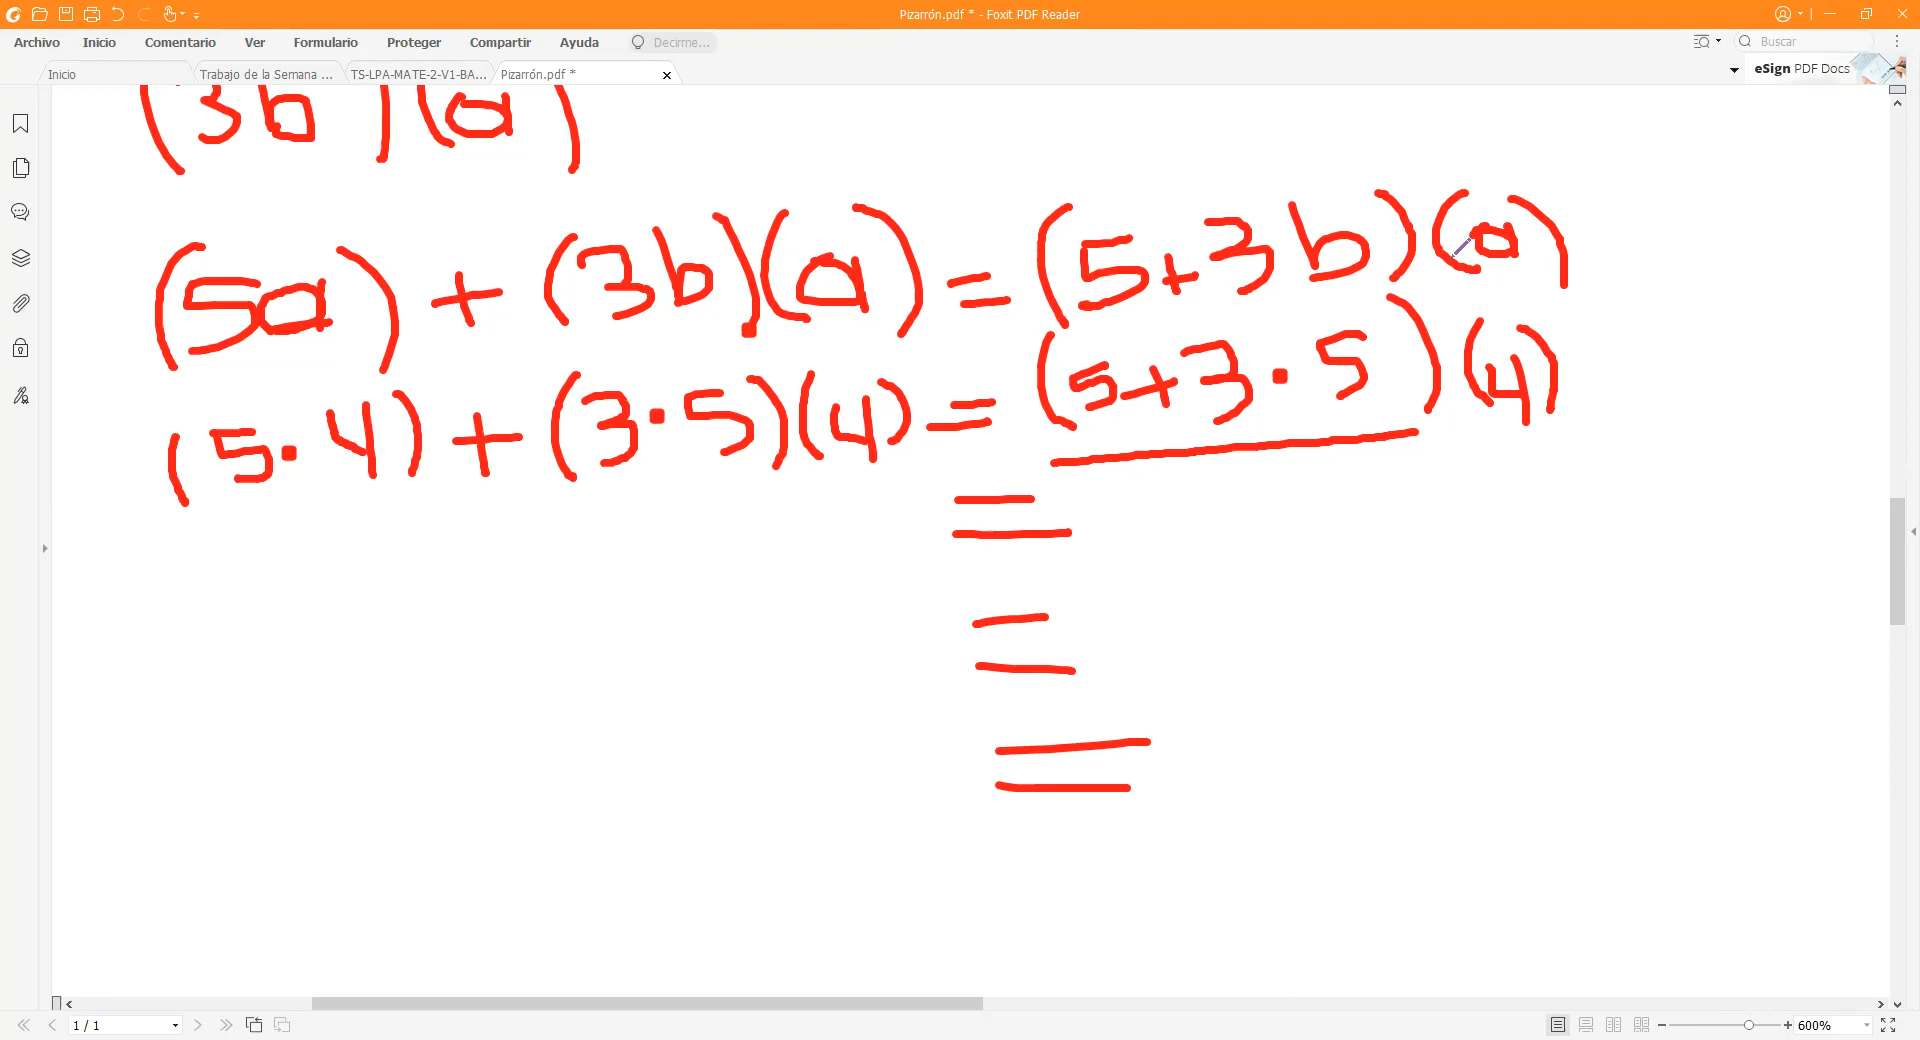 Pizarrón.pdf * - Foxit PDF Reader
Archivo Inicio Comentario Ver Formulario Proteger Compartir Ayuda Decirme... Buscar
Inicio Trabajo de la Semana ... TS-LPA-MATE-2-V1-BA... Pizarrón.pdf * eSign PDF Docs
(3b)(a)
(5a) + (3b)(a) = (5+3b)(a)
(5·4) + (3·5)(4) = (5+3·5)(4)
=
=
=
1 / 1 600%